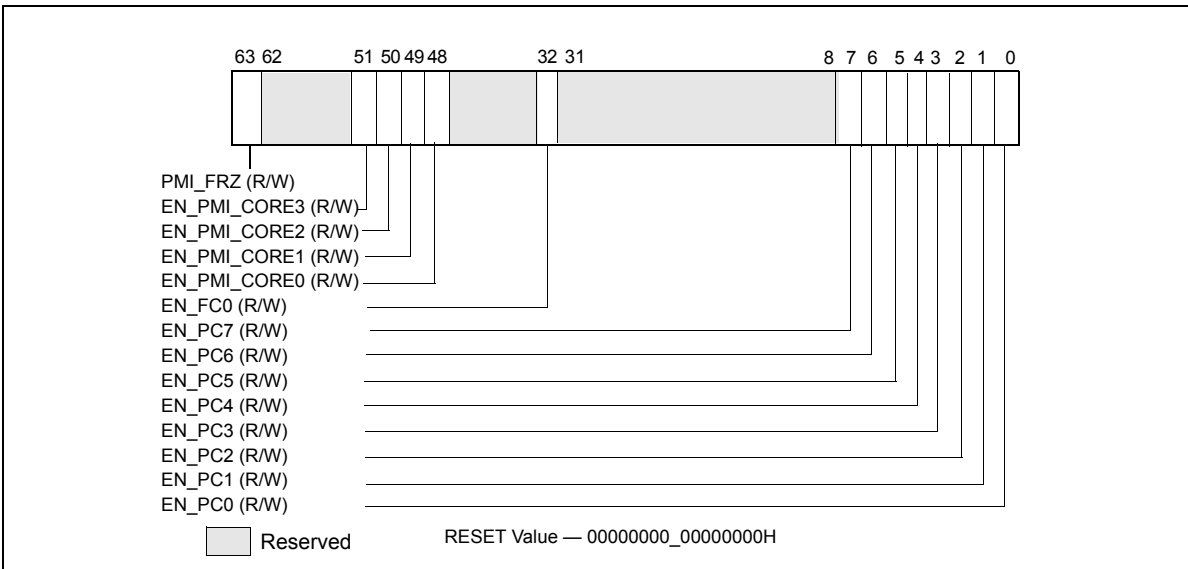 63 62 51 50 49 48 32 31 8 7 6 5 4 3 2 1 0
PMI_FRZ (R/W)
EN_PMI_CORE3 (R/W)
EN_PMI_CORE2 (R/W)
EN_PMI_CORE1 (R/W)
EN_PMI_CORE0 (R/W)
EN_FC0 (R/W)
EN_PC7 (R/W)
EN_PC6 (R/W)
EN_PC5 (R/W)
EN_PC4 (R/W)
EN_PC3 (R/W)
EN_PC2 (R/W)
EN_PC1 (R/W)
EN_PC0 (R/W)
Reserved RESET Value — 00000000_00000000H